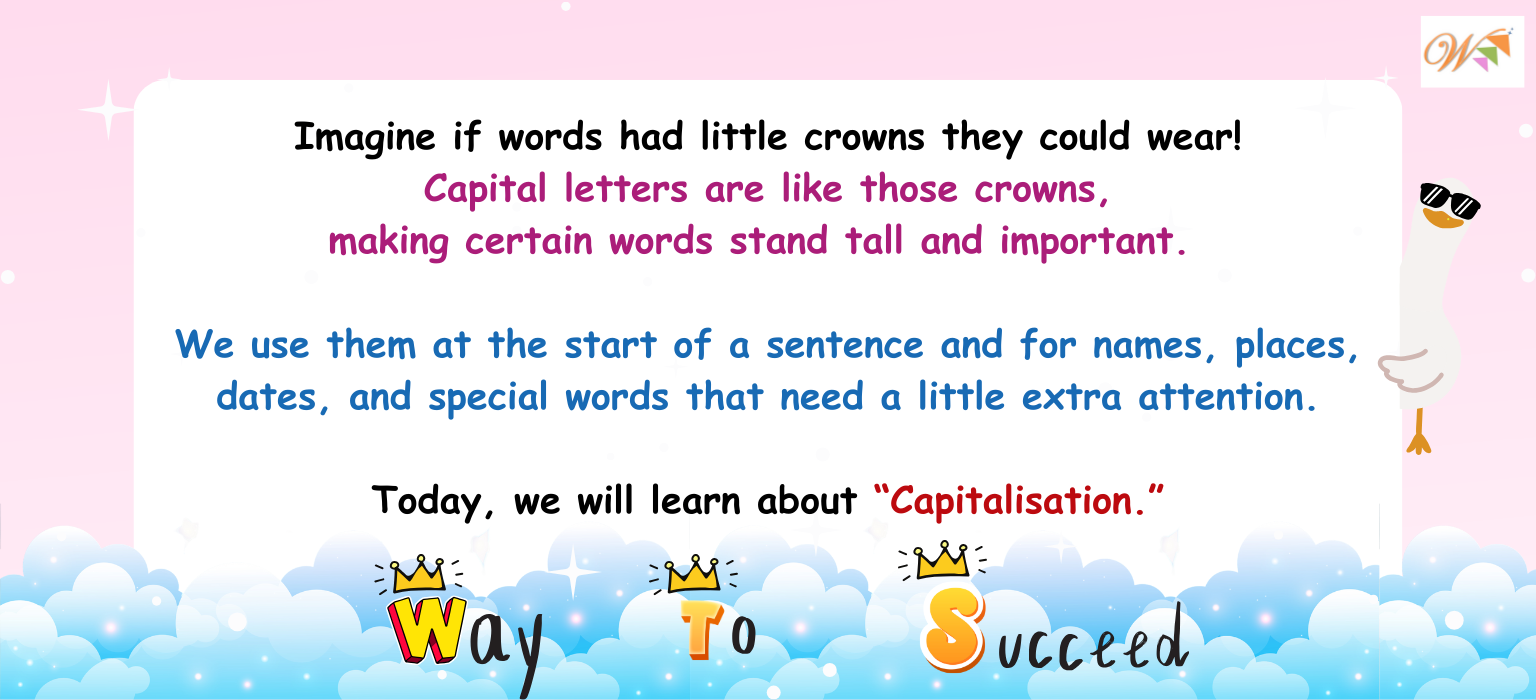 W
Imagine if words had little crowns they could wear!
Capital letters are like those crowns,
making certain words stand tall and important.
We use them at the start of a sentence and for names, places,
dates, and special words that need a little extra attention.
Today, we will learn about “Capitalisation.”
Way To Succeed